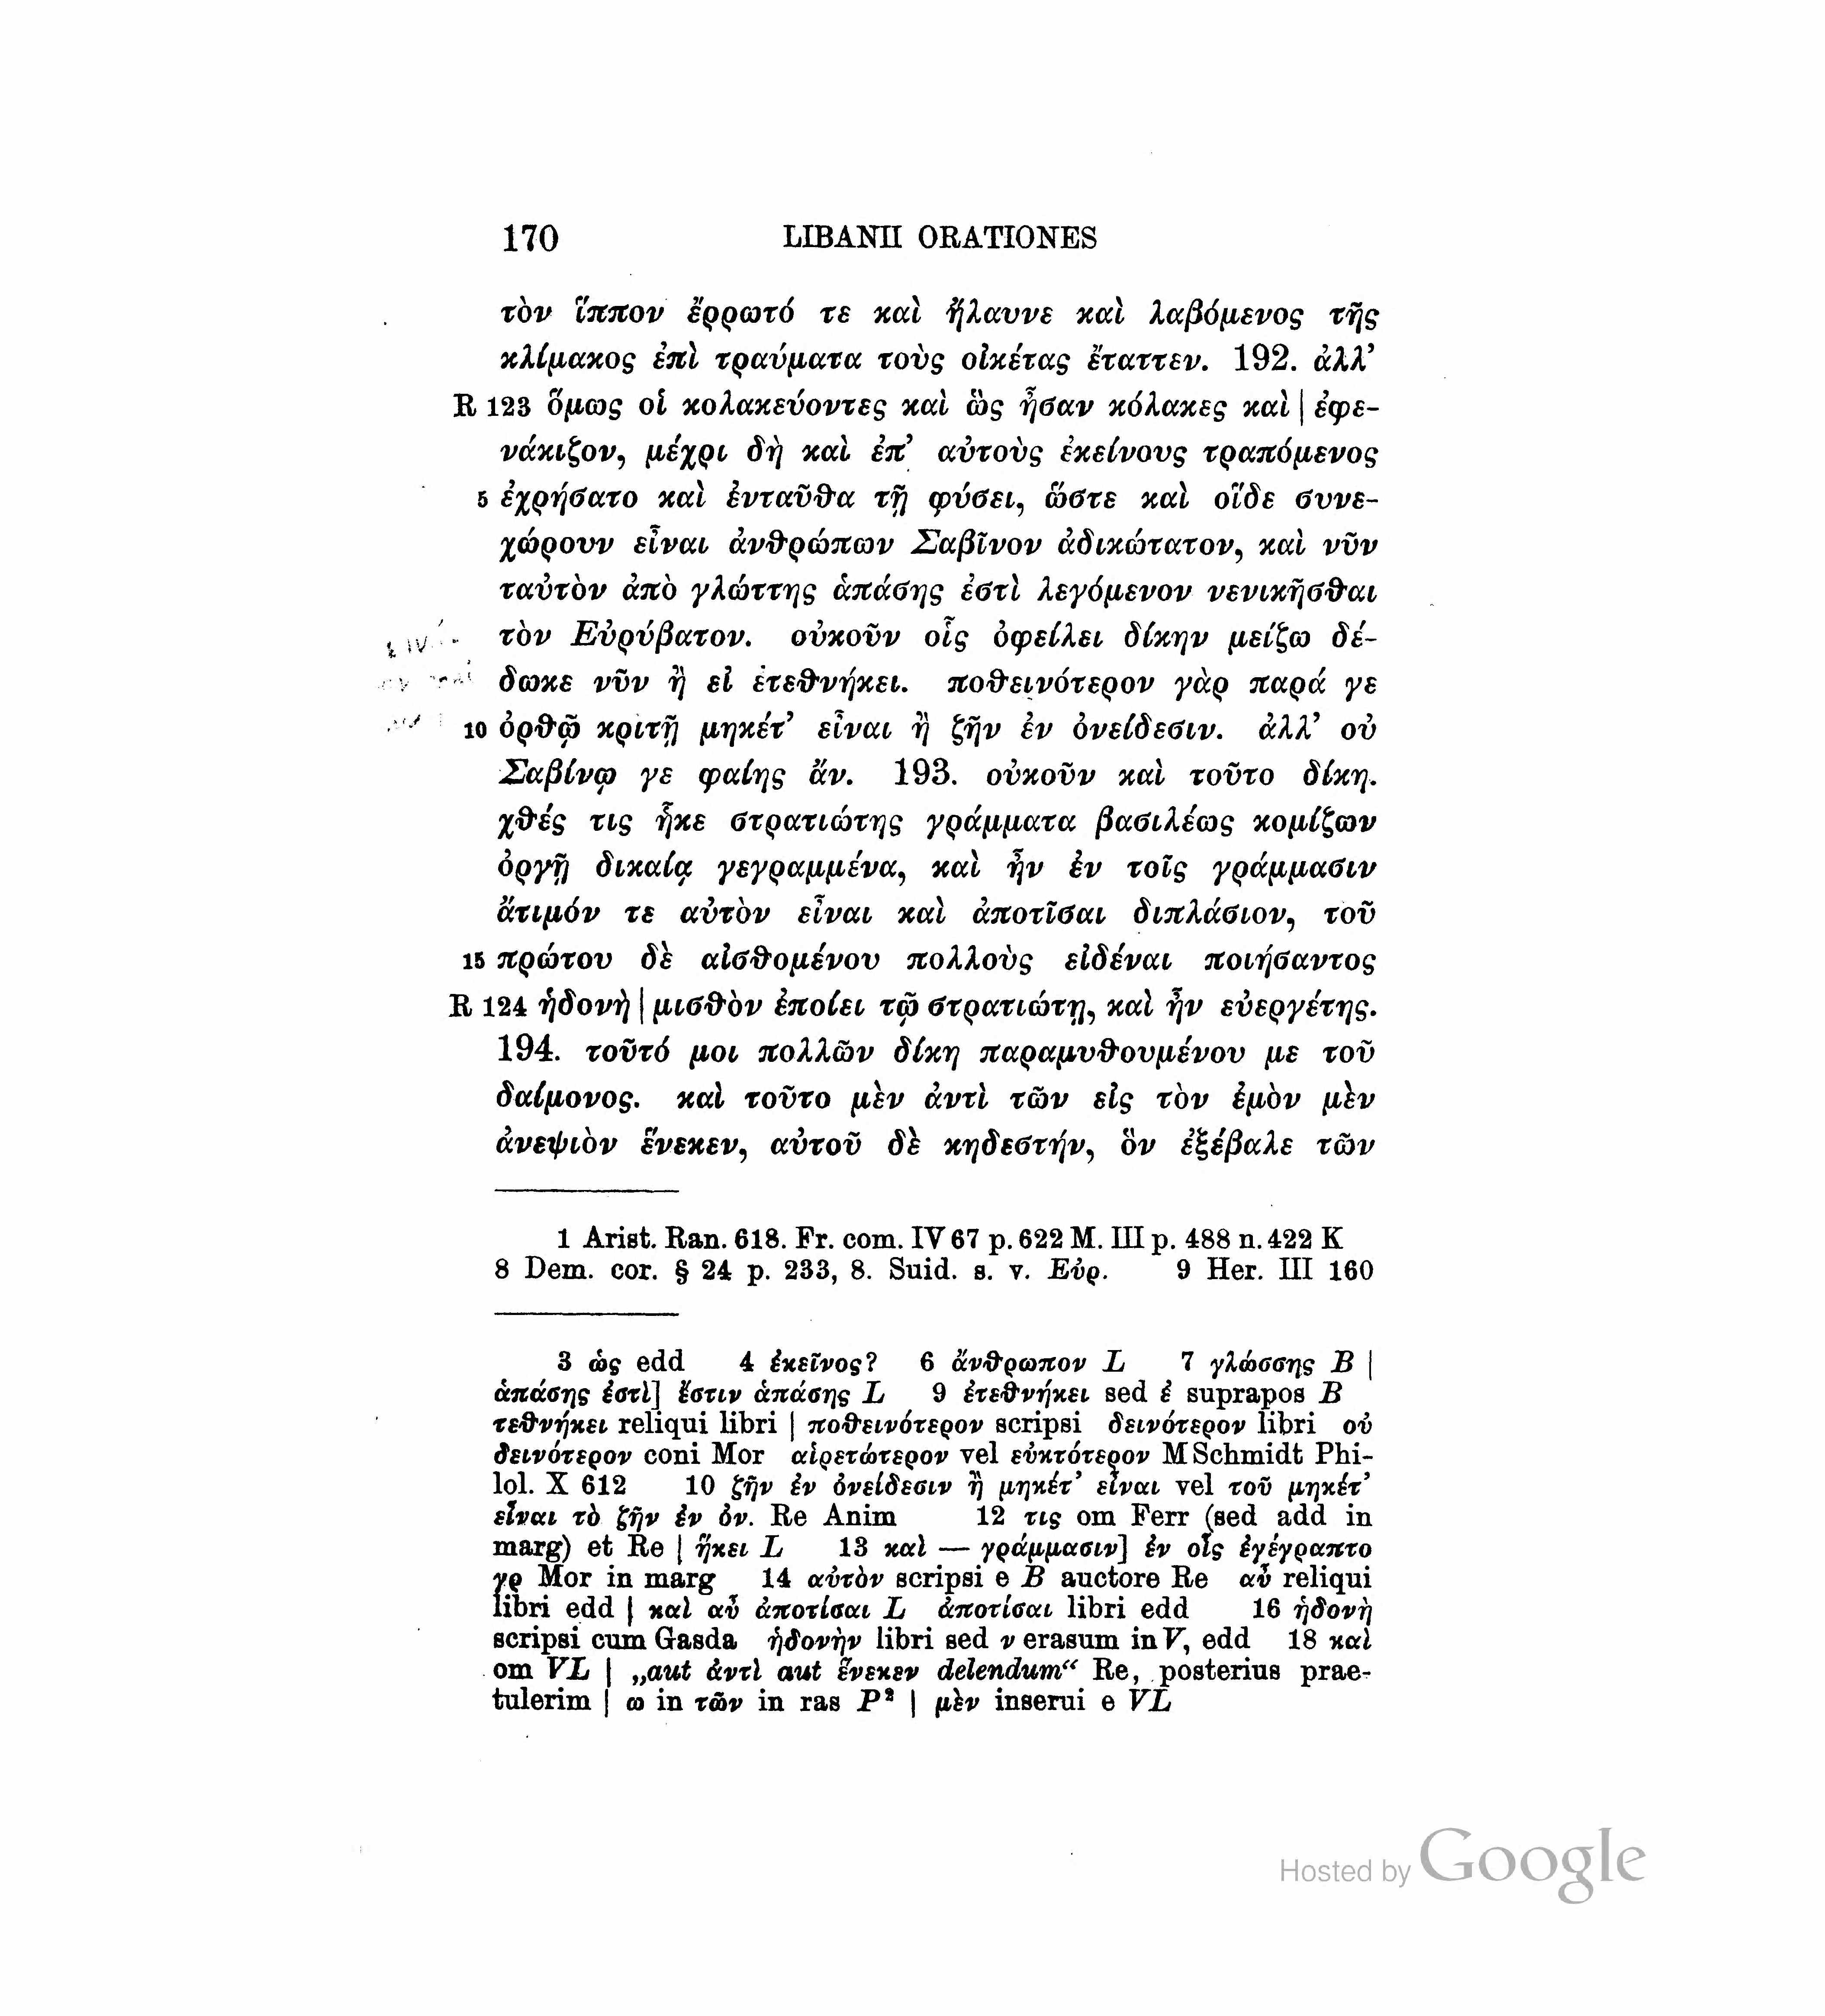 170 LIBANII ORATIONES
τὸν ἵππον ἔρρωτό τε καὶ ἤλαυνε καὶ λαβόμενος τῆς
κλίμακος ἐπὶ τραύματα τοὺς οἰκέτας ἔταττεν. 192. ἀλλ’
R 123 ὅμως οἱ κολακεύοντες καὶ ὣς ἦσαν κόλακες καὶ | ἐφε-
νάκιζον, μέχρι δὴ καὶ ἐπ’ αὐτοὺς ἐκείνους τραπόμενος
5 ἐχρήσατο καὶ ἐνταῦθα τῇ φύσει, ὥστε καὶ οἵδε συνε-
χώρουν εἶναι ἀνθρώπων Σαβῖνον ἀδικώτατον, καὶ νῦν
ταὐτὸν ἀπὸ γλώττης ἁπάσης ἐστὶ λεγόμενον νενικῆσθαι
τὸν Εὐρύβατον. οὐκοῦν οἷς ὀφείλει δίκην μείζω δέ-
δωκε νῦν ἢ εἰ ἐτεθνήκει. ποθεινότερον γὰρ παρά γε
10 ὀρθῷ κριτῇ μηκέτ’ εἶναι ἢ ζῆν ἐν ὀνείδεσιν. ἀλλ’ οὐ
Σαβίνῳ γε φαίης ἄν. 193. οὐκοῦν καὶ τοῦτο δίκη.
χθές τις ἧκε στρατιώτης γράμματα βασιλέως κομίζων
ὀργῇ δικαίᾳ γεγραμμένα, καὶ ἦν ἐν τοῖς γράμμασιν
ἄτιμόν τε αὐτὸν εἶναι καὶ ἀποτῖσαι διπλάσιον, τοῦ
15 πρώτου δὲ αἰσθομένου πολλοὺς εἰδέναι ποιήσαντος
R 124 ἡδονὴ | μισθὸν ἐποίει τῷ στρατιώτῃ, καὶ ἦν εὐεργέτης.
194. τοῦτό μοι πολλῶν δίκη παραμυθουμένου με τοῦ
δαίμονος. καὶ τοῦτο μὲν ἀντὶ τῶν εἰς τὸν ἐμὸν μὲν
ἀνεψιὸν ἕνεκεν, αὐτοῦ δὲ κηδεστήν, ὃν ἐξέβαλε τῶν
1 Arist. Ran. 618. Fr. com. IV 67 p. 622 M. III p. 488 n. 422 K
8 Dem. cor. § 24 p. 233, 8. Suid. s. v. Εὐρ. 9 Her. III 160
3 ὡς edd 4 ἐκεῖνος? 6 ἄνθρωπον L 7 γλώσσης B |
ἁπάσης ἐστὶ] ἔστιν ἁπάσης L 9 ἐτεθνήκει sed ἐ suprapos B
τεθνήκει reliqui libri | ποθεινότερον scripsi δεινότερον libri οὐ
δεινότερον coni Mor αἱρετώτερον vel εὐκτότερον M Schmidt Phi-
lol. X 612 10 ζῆν ἐν ὀνείδεσιν ἢ μηκέτ’ εἶναι vel τοῦ μηκέτ’
εἶναι τὸ ζῆν ἐν ὀν. Re Anim 12 τις om Ferr (sed add in
marg) et Re | ἥκει L 13 καὶ — γράμμασιν] ἐν οἷς ἐγέγραπτο
γρ Mor in marg 14 αὐτὸν scripsi e B auctore Re αὖ reliqui
libri edd | καὶ αὖ ἀποτίσαι L ἀποτίσαι libri edd 16 ἡδονὴ
scripsi cum Gasda ἡδονὴν libri sed ν erasum in V, edd 18 καὶ
om VL | „aut ἀντὶ aut ἕνεκεν delendum“ Re, posterius prae-
tulerim | ω in τῶν in ras P² | μὲν inserui e VL
Hosted by Google